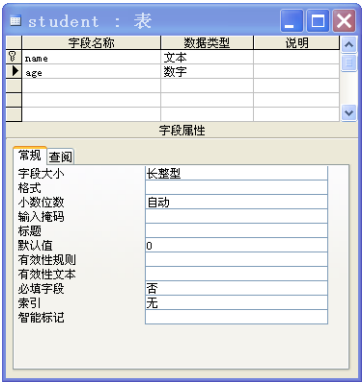 student : 表
字段名称 数据类型 说明
name 文本
age 数字
字段属性
常规 查阅
字段大小 长整型
格式
小数位数 自动
输入掩码
标题
默认值 0
有效性规则
有效性文本
必填字段 否
索引 无
智能标记